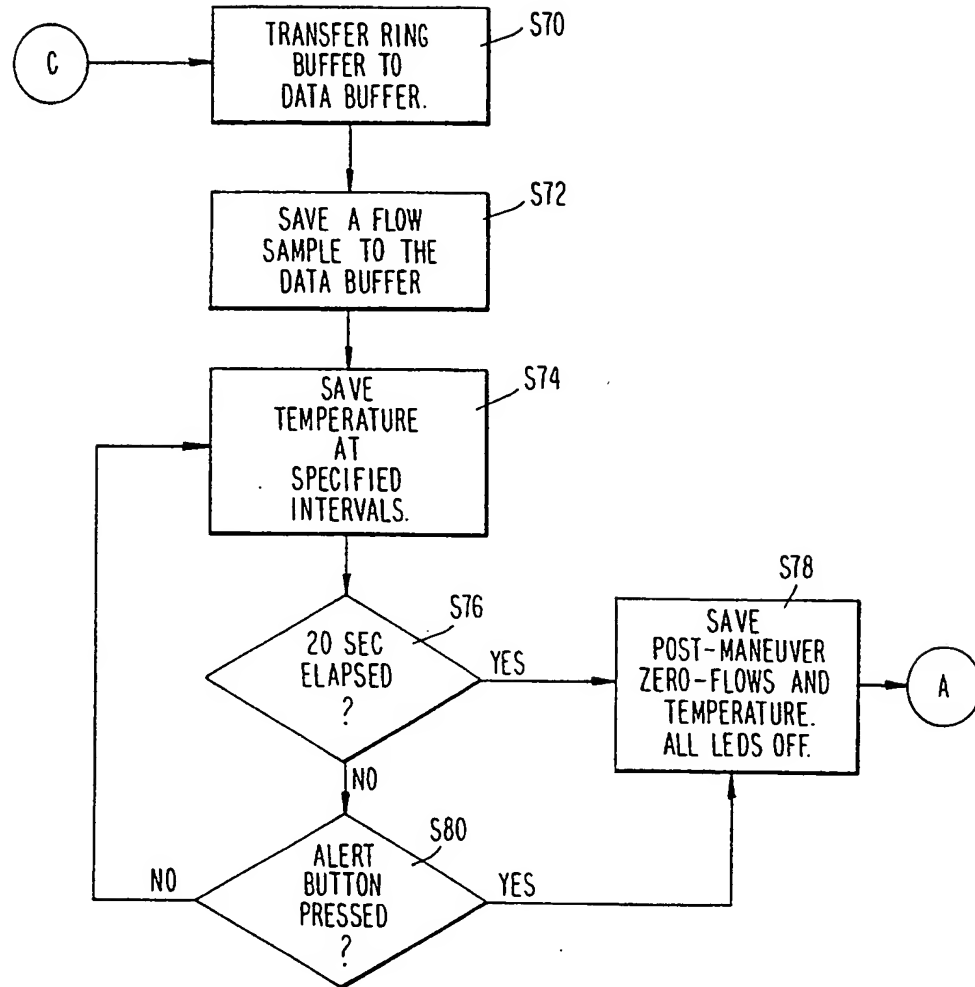 C
TRANSFER RING
BUFFER TO
DATA BUFFER.
S70
SAVE A FLOW
SAMPLE TO THE
DATA BUFFER
S72
SAVE
TEMPERATURE
AT
SPECIFIED
INTERVALS.
S74
20 SEC
ELAPSED
?
S76
YES
NO
SAVE
POST-MANEUVER
ZERO-FLOWS AND
TEMPERATURE.
ALL LEDS OFF.
S78
A
ALERT
BUTTON
PRESSED
?
S80
NO
YES